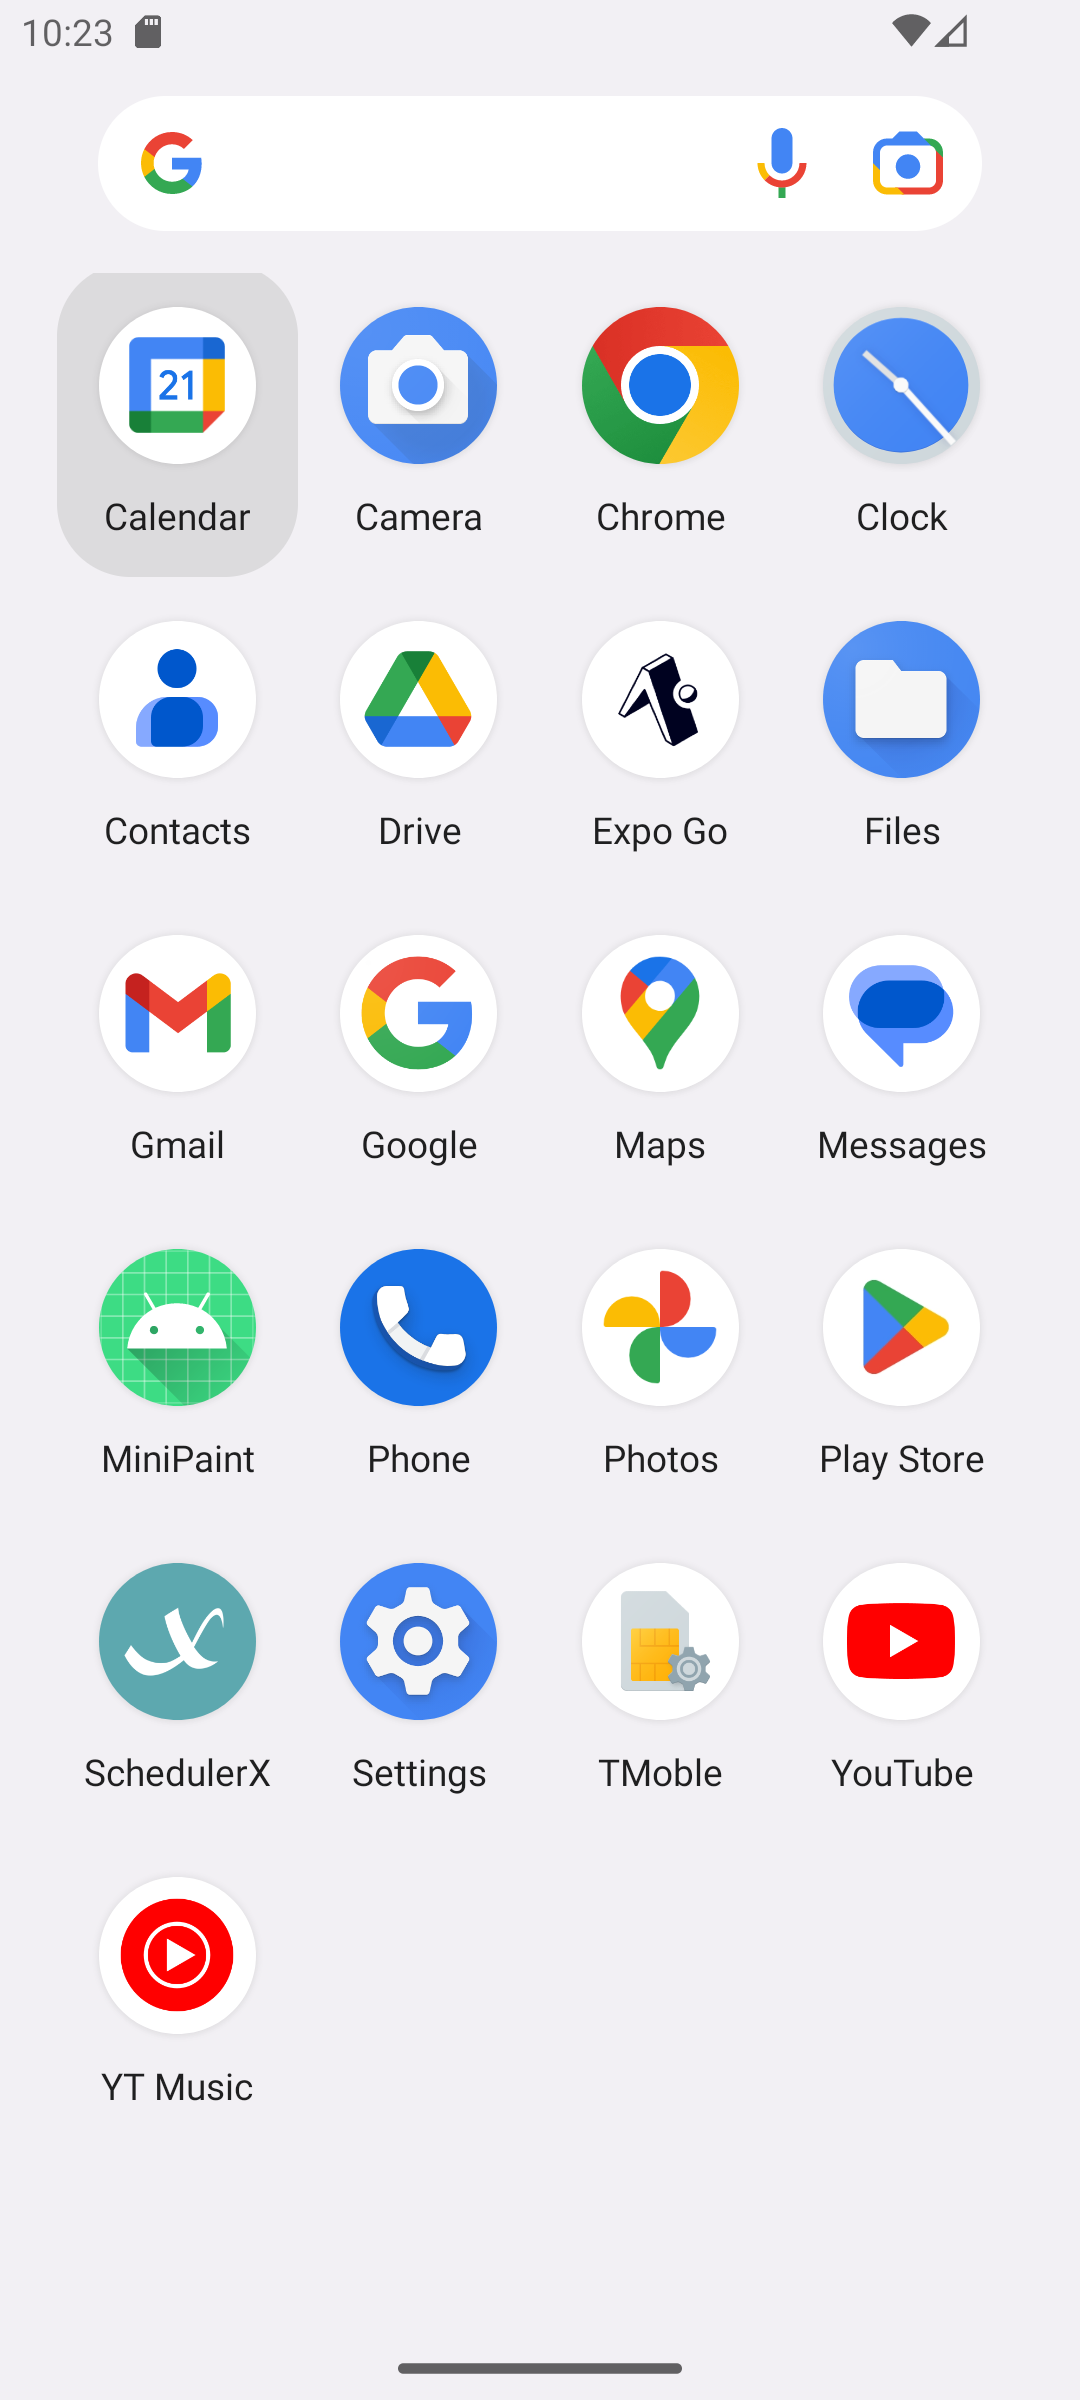 10:23
21
Calendar
Camera
Chrome
Clock
Contacts
Drive
Expo Go
Files
Gmail
Google
Maps
Messages
MiniPaint
Phone
Photos
Play Store
SchedulerX
Settings
TMoble
YouTube
YT Music